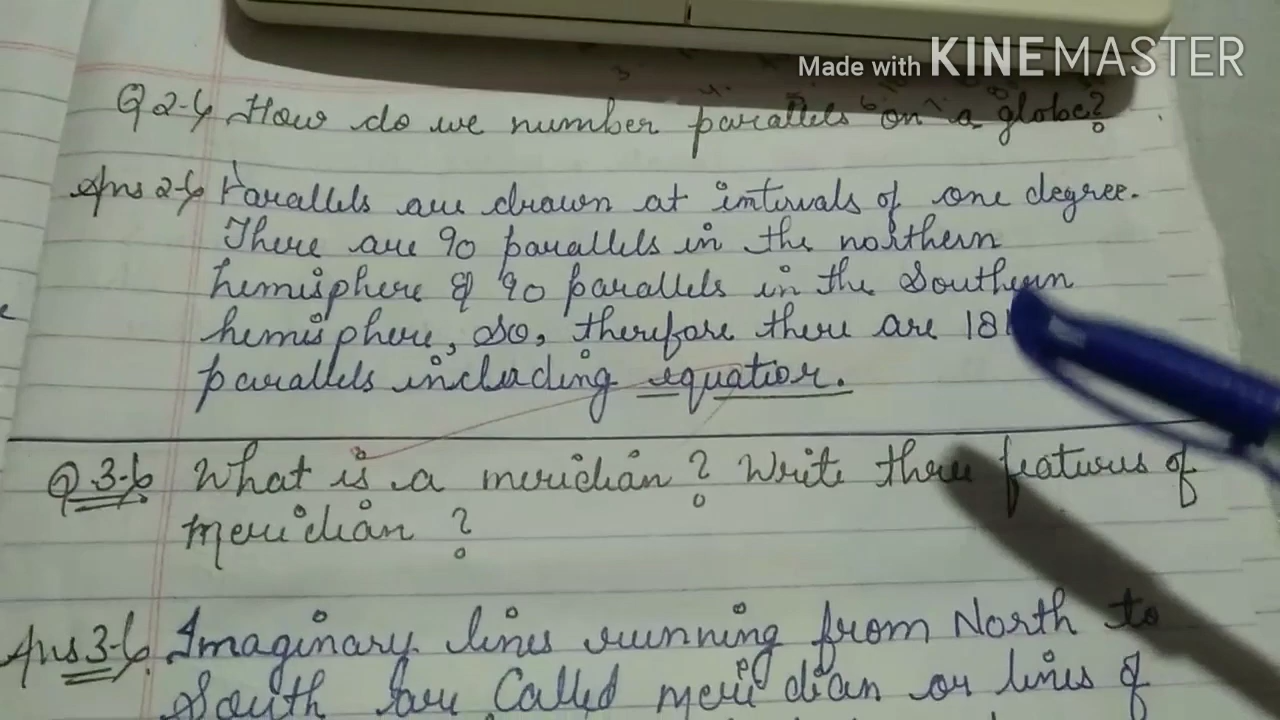 Made with KINEMASTER
Q 2-6 How do we number parallels on a globe?
Ans 2-6 Parallels are drawn at intervals of one degree.
There are 90 parallels in the northern
hemisphere & 90 parallels in the Southern
hemisphere, so, therefore there are 181
parallels including equatior.
Q 3-6 What is a meridian? Write three features of
meridian?
Ans 3-6. Imaginary lines running from North to
South are Called meridian or lines of